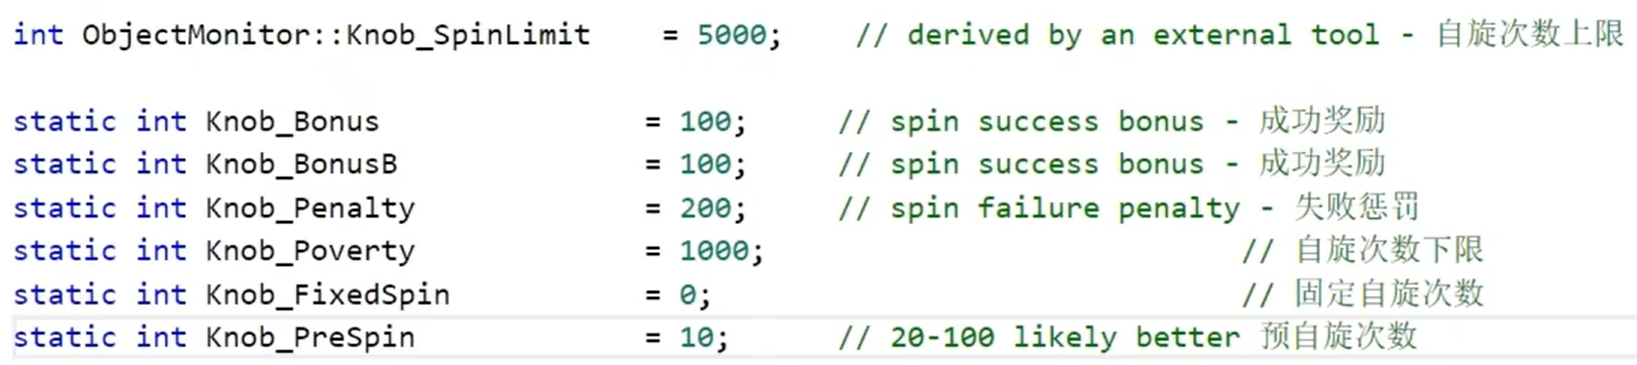 int ObjectMonitor::Knob_SpinLimit    = 5000;    // derived by an external tool - 自旋次数上限
static int Knob_Bonus               = 100;     // spin success bonus - 成功奖励
static int Knob_BonusB              = 100;     // spin success bonus - 成功奖励
static int Knob_Penalty             = 200;     // spin failure penalty - 失败惩罚
static int Knob_Poverty             = 1000;                           // 自旋次数下限
static int Knob_FixedSpin           = 0;                              // 固定自旋次数
static int Knob_PreSpin             = 10;      // 20-100 likely better 预自旋次数